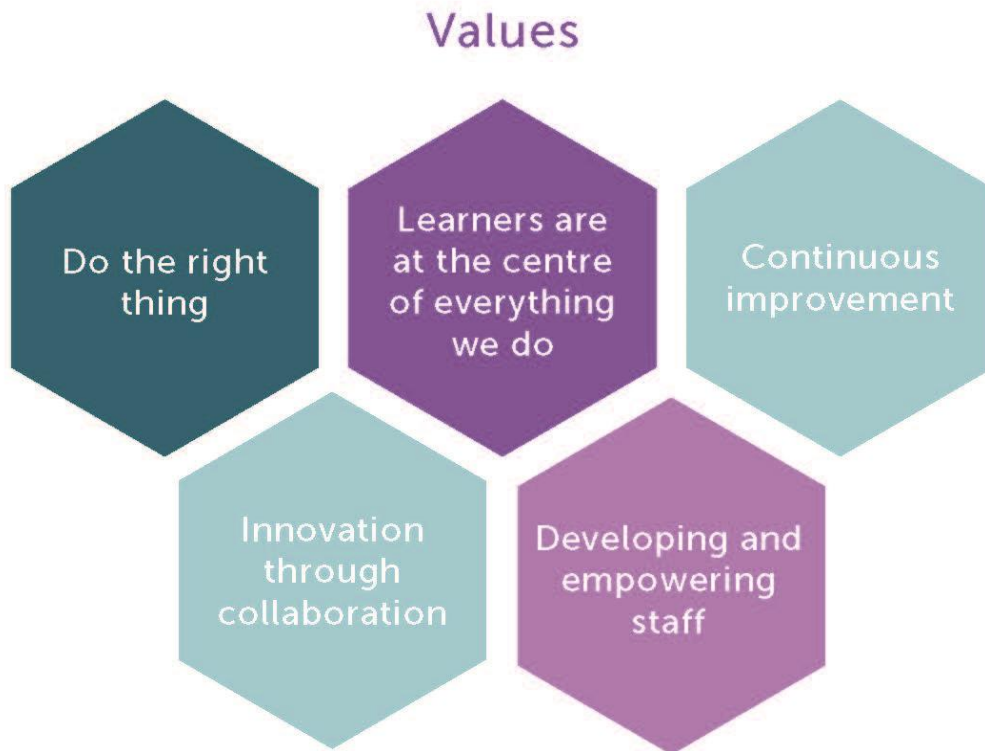 Values
Do the right
thing
Learners are
at the centre
of everything
we do
Continuous
improvement
Innovation
through
collaboration
Developing and
empowering
staff